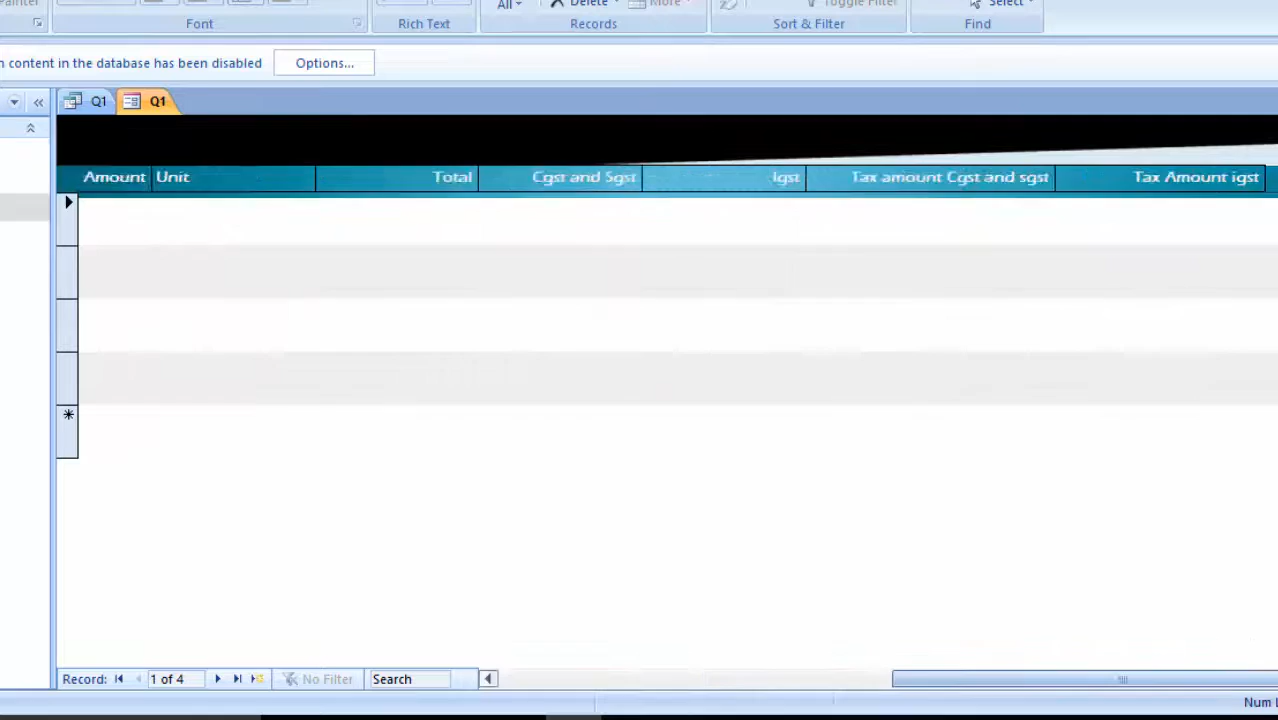 Painter
All
Delete
More
Toggle Filter
Select
Font
Rich Text
Records
Sort & Filter
Find
content in the database has been disabled
Options...
Q1
Q1
Amount Unit Total Cgst and Sgst Igst Tax amount Cgst and sgst Tax Amount igst
Record: 1 of 4 No Filter Search
Num